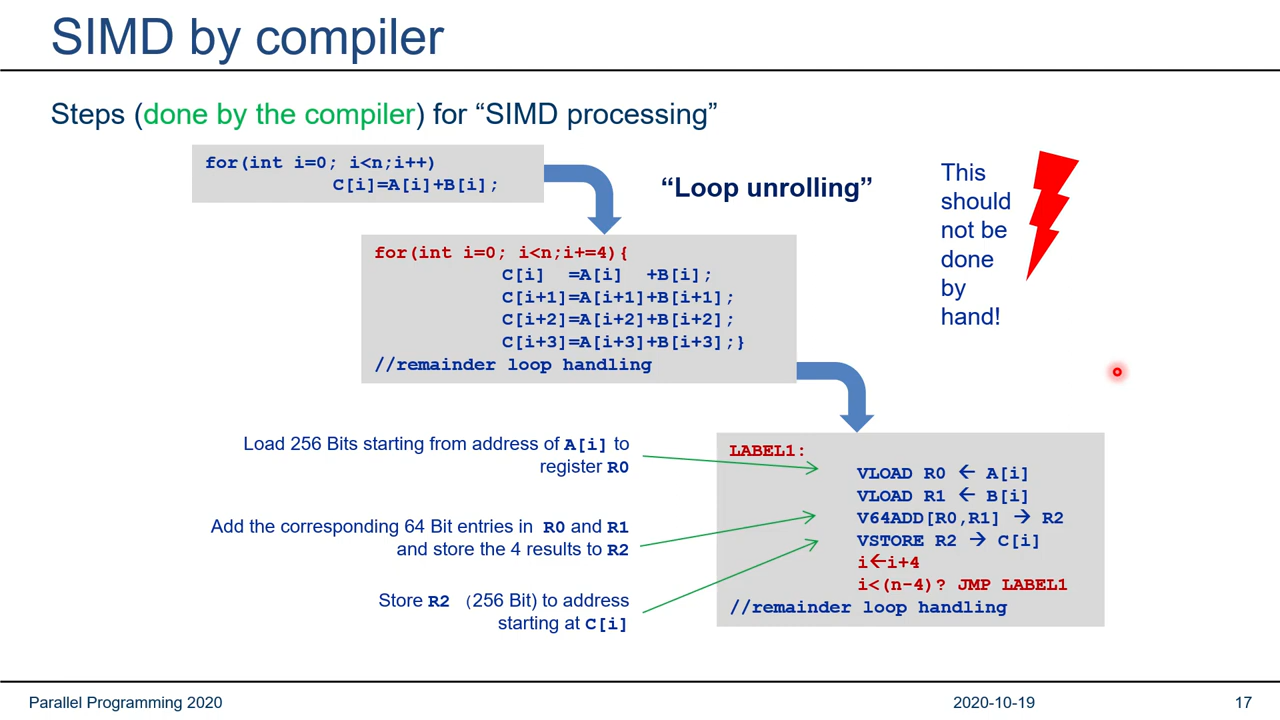 SIMD by compiler
Steps (done by the compiler) for “SIMD processing”
for(int i=0; i<n;i++)
C[i]=A[i]+B[i];
“Loop unrolling”
This
should
not be
done
by
hand!
for(int i=0; i<n;i+=4){
C[i] =A[i] +B[i];
C[i+1]=A[i+1]+B[i+1];
C[i+2]=A[i+2]+B[i+2];
C[i+3]=A[i+3]+B[i+3];}
//remainder loop handling
Load 256 Bits starting from address of A[i] to
register R0
Add the corresponding 64 Bit entries in R0 and R1
and store the 4 results to R2
Store R2 (256 Bit) to address
starting at C[i]
LABEL1:
VLOAD R0 ← A[i]
VLOAD R1 ← B[i]
V64ADD[R0,R1] → R2
VSTORE R2 → C[i]
i←i+4
i<(n-4)? JMP LABEL1
//remainder loop handling
Parallel Programming 2020
2020-10-19
17